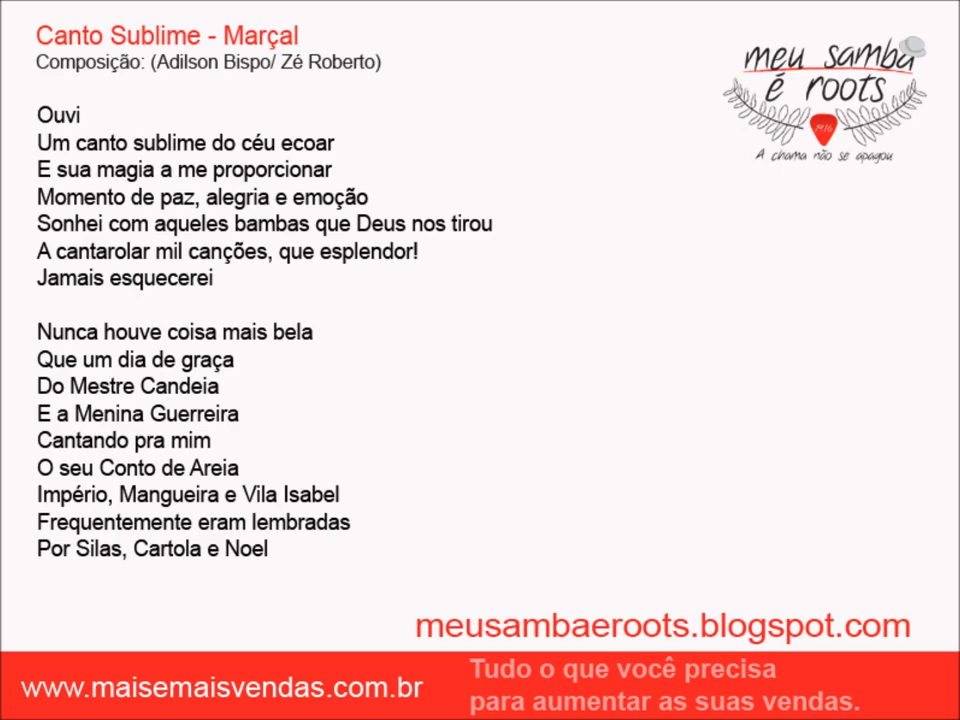 Canto Sublime - Marçal
Composição: (Adilson Bispo/ Zé Roberto)
meu samba
é roots
1916
A chama não se apagou
Ouvi
Um canto sublime do céu ecoar
E sua magia a me proporcionar
Momento de paz, alegria e emoção
Sonhei com aqueles bambas que Deus nos tirou
A cantarolar mil canções, que esplendor!
Jamais esquecerei
Nunca houve coisa mais bela
Que um dia de graça
Do Mestre Candeia
E a Menina Guerreira
Cantando pra mim
O seu Conto de Areia
Império, Mangueira e Vila Isabel
Frequentemente eram lembradas
Por Silas, Cartola e Noel
meusambaeroots.blogspot.com
www.maisemaisvendas.com.br
Tudo o que você precisa
para aumentar as suas vendas.